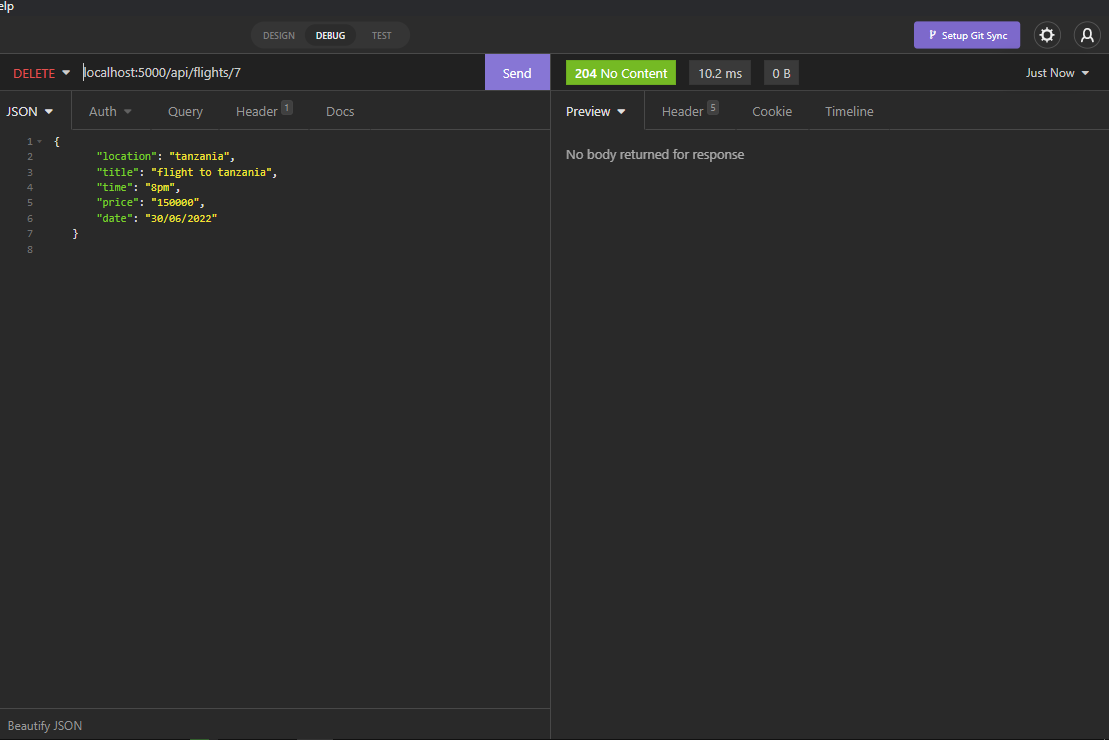 elp
DESIGN DEBUG TEST Setup Git Sync
DELETE localhost:5000/api/flights/7 Send 204 No Content 10.2 ms 0 B Just Now
JSON Auth Query Header 1 Docs Preview Header 5 Cookie Timeline
No body returned for response
1 {
2 "location": "tanzania",
3 "title": "flight to tanzania",
4 "time": "8pm",
5 "price": "150000",
6 "date": "30/06/2022"
7 }
8
Beautify JSON